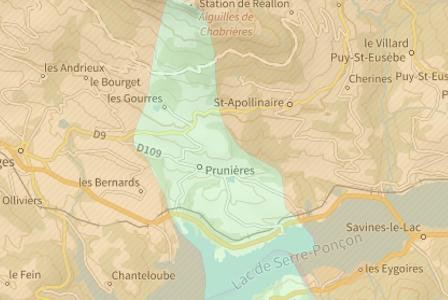 Station de Réallon
Aiguilles de
Chabrières
le Villard
Puy-St-Eusèbe
les Andrieux
le Bourget
Chérines
Puy-St-Eus
les Gourres
St-Apollinaire
D9
D109
ges
Prunières
les Bernards
Olliviers
Savines-le-Lac
Lac de Serre-Ponçon
le Fein
Chanteloube
les Eygoires